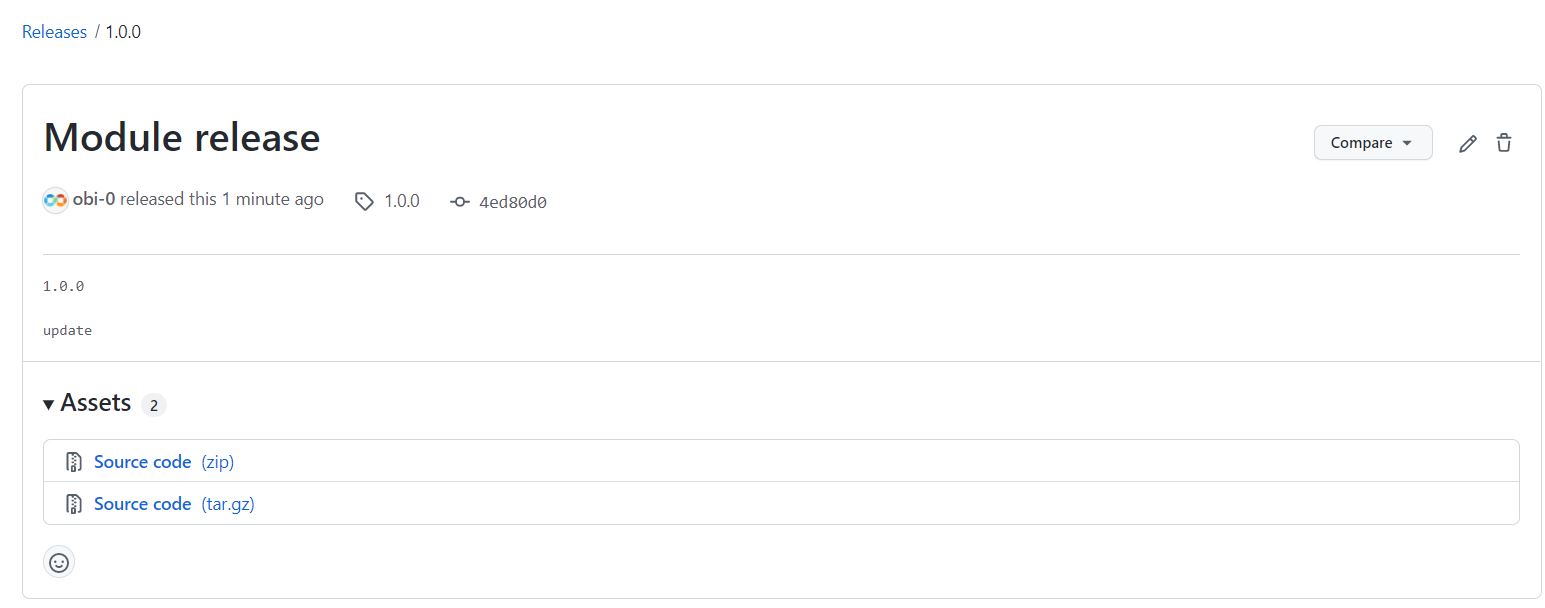 Releases / 1.0.0
Module release
Compare
obi-0 released this 1 minute ago 1.0.0 4ed80d0
1.0.0
update
Assets 2
Source code (zip)
Source code (tar.gz)